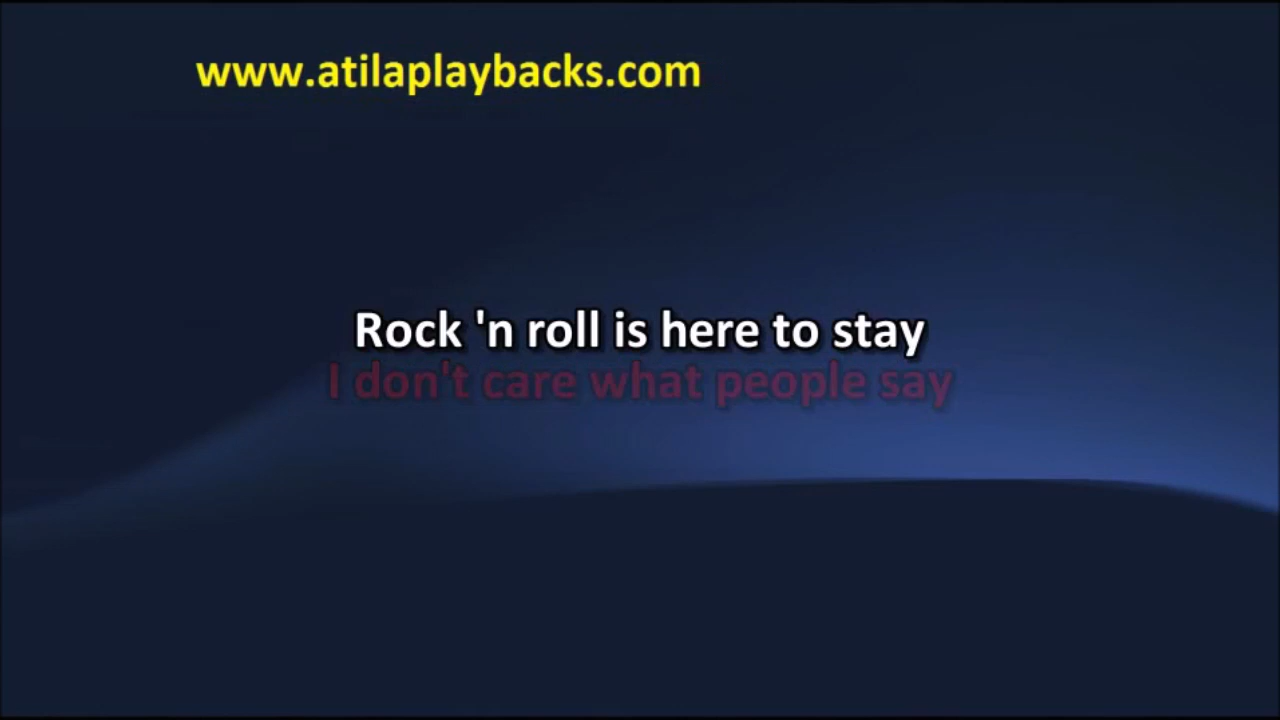 www.atilaplaybacks.com
Rock 'n roll is here to stay
I don't care what people say